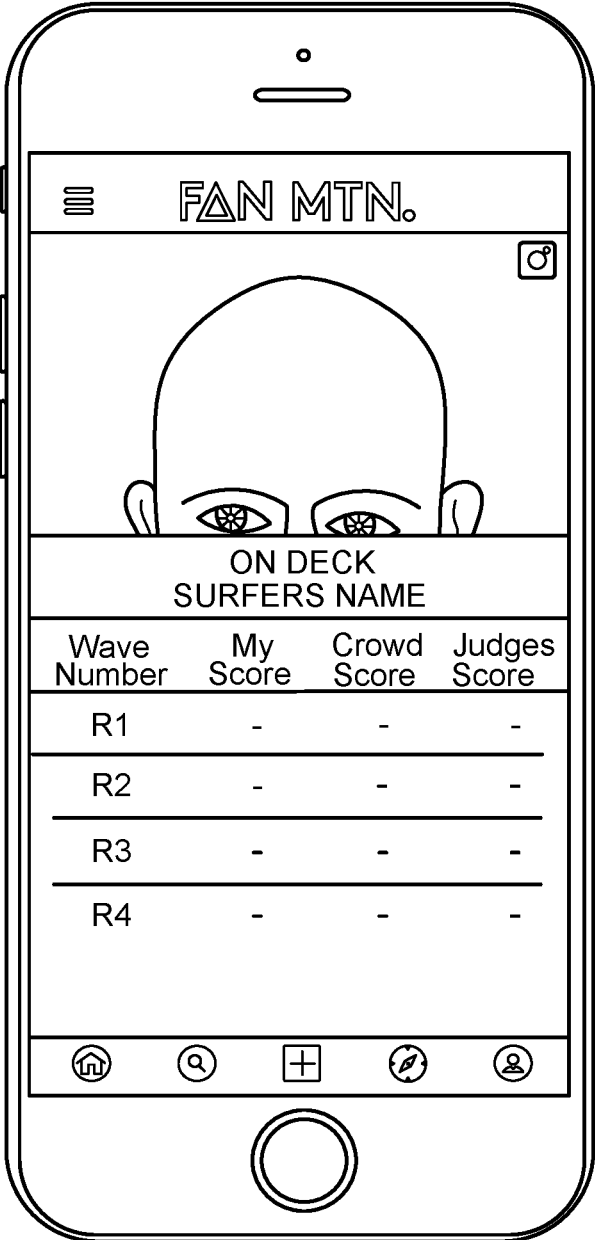 FAN MTN.
ON DECK
SURFERS NAME
Wave Number My Score Crowd Score Judges Score
R1 - - -
R2 - - -
R3 - - -
R4 - - -